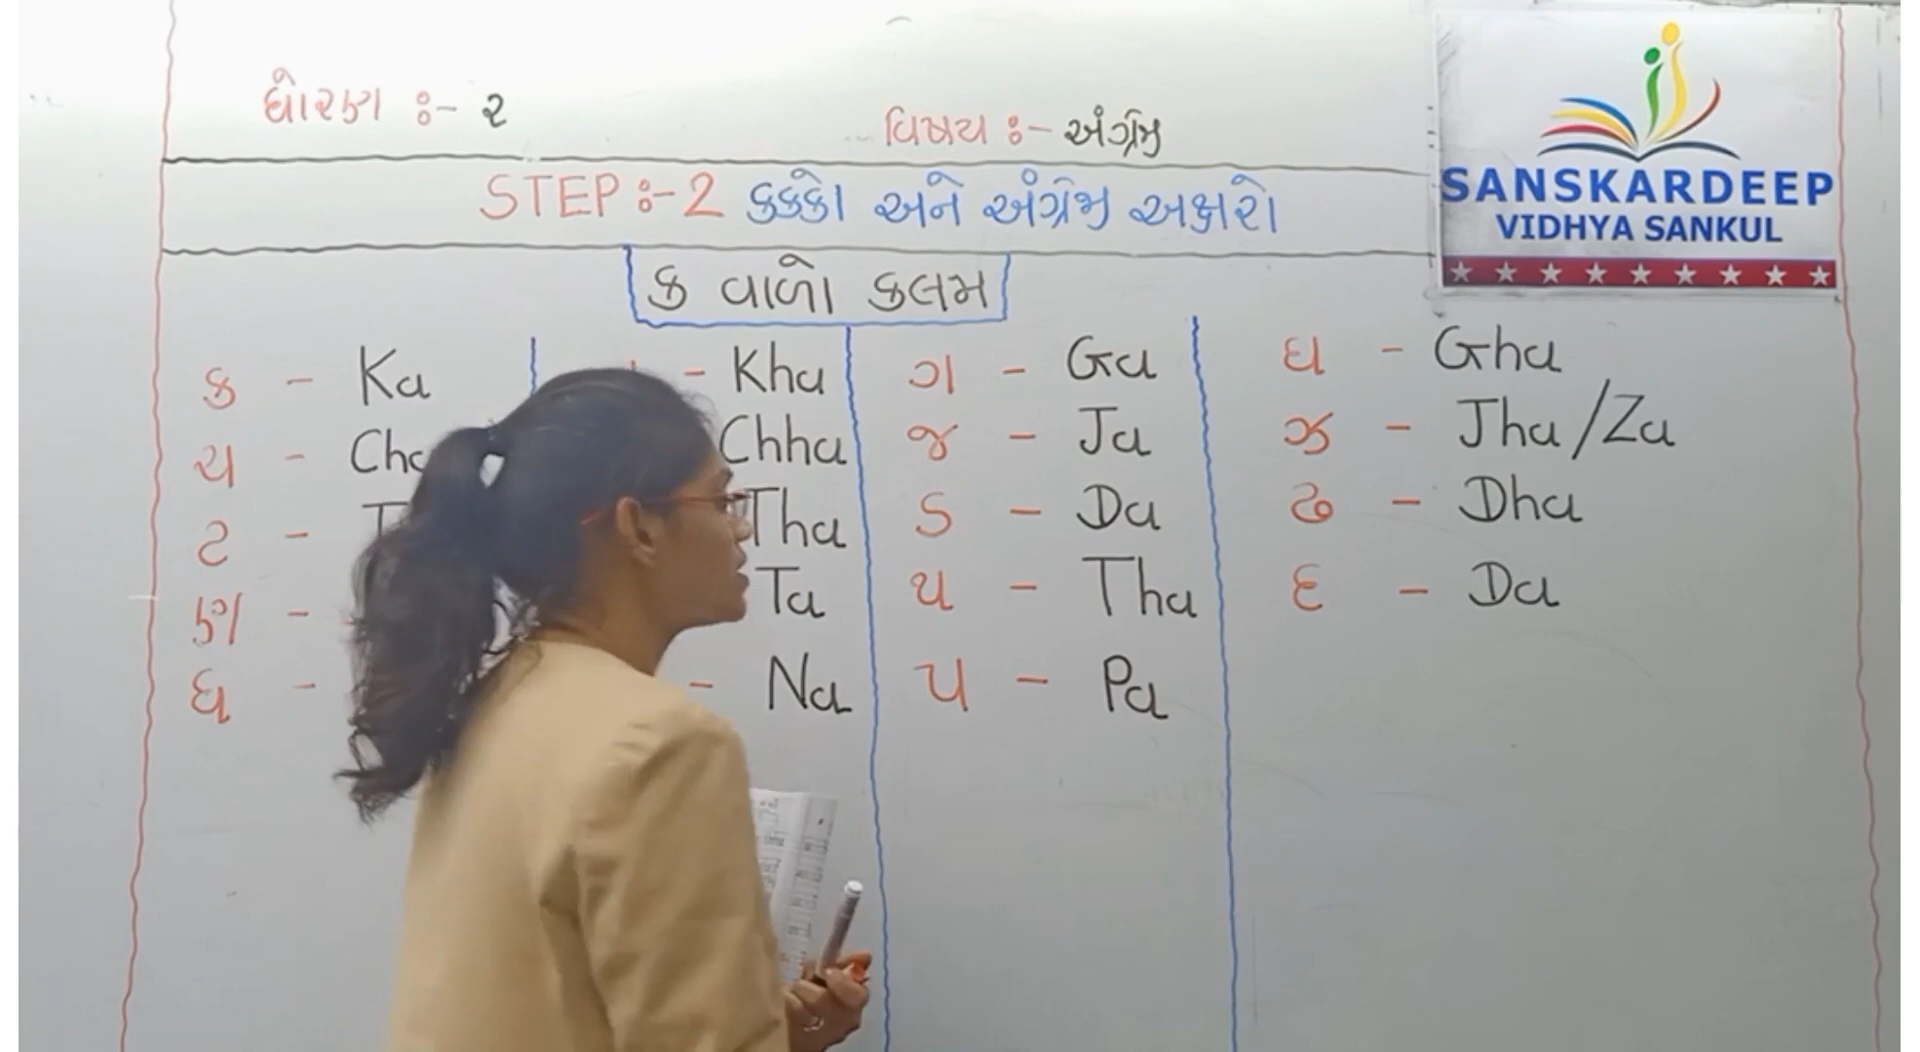 ધોરણ :- ૨
વિષય :- અંગ્રેજી
SANSKARDEEP
VIDHYA SANKUL
STEP :- 2 કક્કો અને અંગ્રેજી અક્ષરો
ક વાળો કલમ
ક - Ka - Kha ગ - Ga ઘ - Gha
ચ - Chha જ - Ja ઝ - Jha/Za
ટ - Tha ડ - Da ઢ - Dha
ણ - Ta થ - Tha દ - Da
ધ - - Na પ - Pa